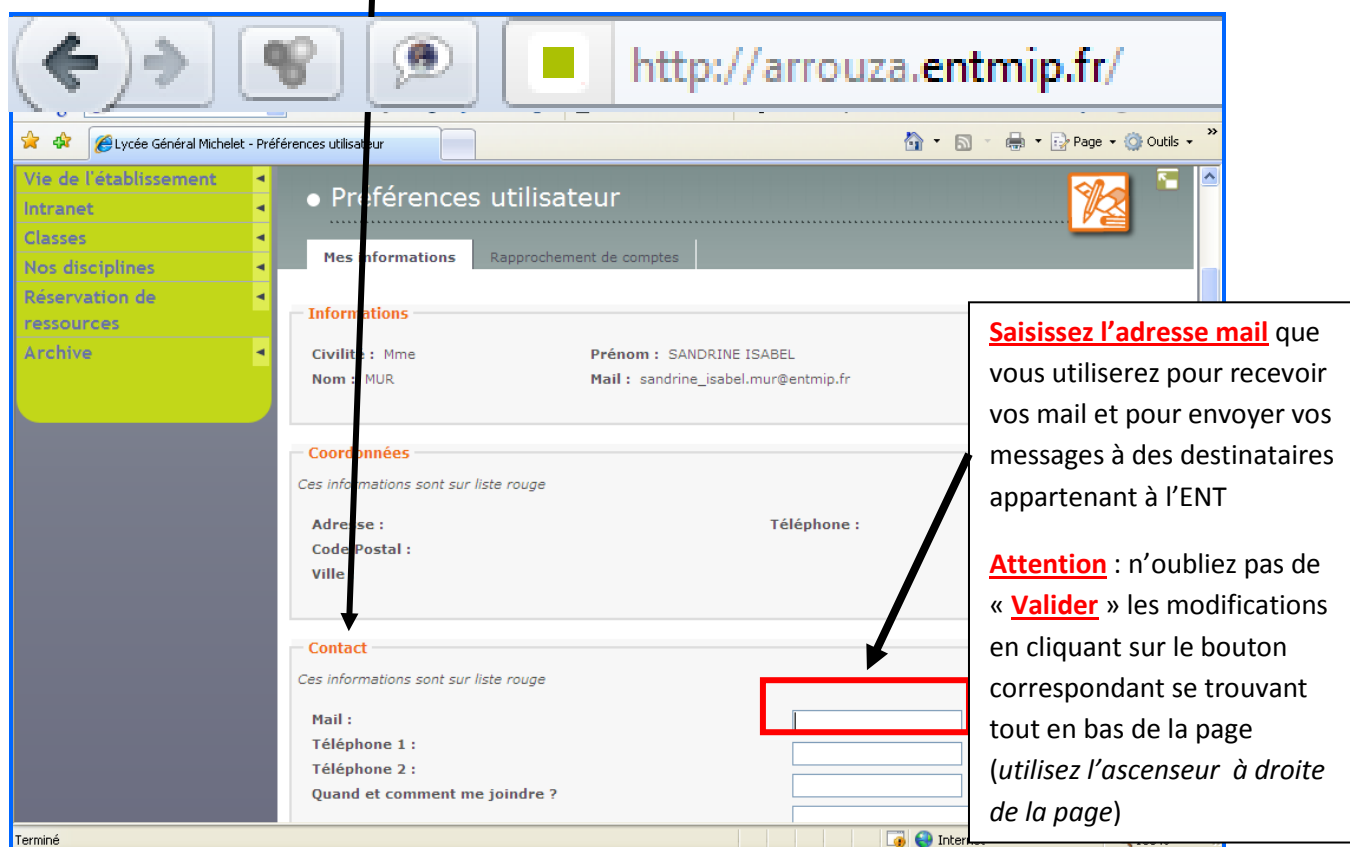 http://arrouza.entmip.fr/
Lycée Général Michelet - Préférences utilisateur
Page
Outils
»
Vie de l'établissement
Intranet
Classes
Nos disciplines
Réservation de
ressources
Archive
Préférences utilisateur
Mes informations
Rapprochement de comptes
Informations
Civilité : Mme
Prénom : SANDRINE ISABEL
Nom : MUR
Mail : sandrine_isabel.mur@entmip.fr
Coordonnées
Ces informations sont sur liste rouge
Adresse :
Téléphone :
Code Postal :
Ville
Contact
Ces informations sont sur liste rouge
Mail :
Téléphone 1 :
Téléphone 2 :
Quand et comment me joindre ?
Saisissez l’adresse mail que
vous utiliserez pour recevoir
vos mail et pour envoyer vos
messages à des destinataires
appartenant à l’ENT
Attention : n’oubliez pas de
« Valider » les modifications
en cliquant sur le bouton
correspondant se trouvant
tout en bas de la page
(utilisez l’ascenseur à droite
de la page)
Terminé